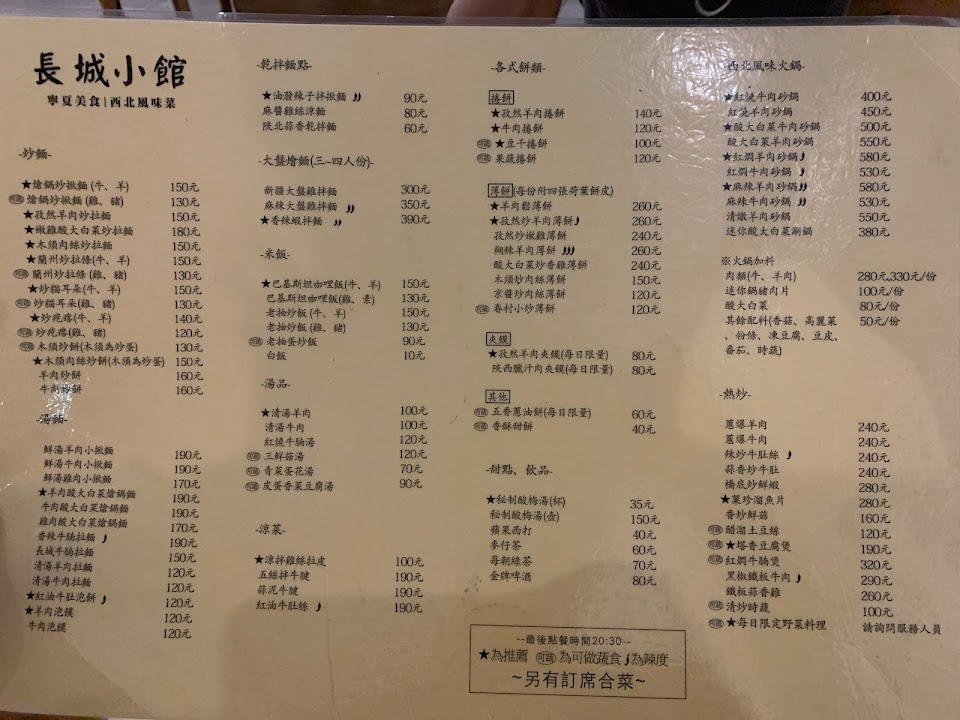 長城小館
寧夏美食|西北風味菜
-炒麵-
★熗鍋炒揪麵(牛、羊) 150元
可蔬 熗鍋炒揪麵(雞、豬) 130元
★孜然羊肉炒拉麵 150元
★嫩雞酸大白菜炒拉麵 180元
★木須肉絲炒拉麵 150元
★蘭州炒拉條(牛、羊) 150元
可蔬 蘭州炒拉條(雞、豬) 130元
★炒貓耳朵(牛、羊) 150元
可蔬 炒貓耳朵(雞、豬) 130元
★炒疙瘩(牛、羊) 140元
可蔬 炒疙瘩(雞、豬) 120元
可蔬 木須炒餅(木須為炒蛋) 130元
★木須肉絲炒餅(木須為炒蛋) 150元
羊肉炒餅 160元
牛肉炒餅 160元
-湯麵-
鮮湯羊肉小揪麵 190元
鮮湯牛肉小揪麵 190元
鮮湯雞肉小揪麵 170元
★羊肉酸大白菜熗鍋麵 190元
牛肉酸大白菜熗鍋麵 190元
雞肉酸大白菜熗鍋麵 170元
香辣牛腩拉麵 190元
長城牛腩拉麵 150元
清湯羊肉拉麵 120元
清湯牛肉拉麵 120元
★紅油牛肚泡餅 120元
★羊肉泡饃 120元
牛肉泡饃 120元
-乾拌麵點-
★油潑辣子拌揪麵 90元
麻醬雞絲涼麵 80元
陝北蒜香乾拌麵 60元
-大盤燴麵(三~四人份)-
新疆大盤雞拌麵 300元
麻辣大盤雞拌麵 350元
★香辣蝦拌麵 390元
-米飯-
★巴基斯坦咖哩飯(牛、羊) 150元
巴基斯坦咖哩飯(雞、素) 130元
老抽炒飯(牛、羊) 150元
老抽炒飯(雞、豬) 130元
可蔬 老抽蛋炒飯 90元
白飯 10元
-湯品-
★清湯羊肉 100元
清湯牛肉 100元
紅燒牛腩湯 120元
可蔬 三鮮菇湯 120元
可蔬 青菜蛋花湯 70元
可蔬 皮蛋香菜豆腐湯 90元
-涼菜-
★涼拌雞絲拉皮 100元
五絲拌牛腱 190元
蒜泥牛腱 190元
紅油牛肚絲 190元
-各式餅類-
捲餅
★孜然羊肉捲餅 140元
★牛肉捲餅 120元
可蔬 ★豆干捲餅 100元
可蔬 果蔬捲餅 120元
薄餅(每份附四張荷葉餅皮)
★羊肉鬆薄餅 260元
★孜然炒羊肉薄餅 260元
孜然炒嫩雞薄餅 240元
糊辣羊肉薄餅 260元
酸大白菜炒香雞薄餅 240元
木須炒肉絲薄餅 150元
京醬炒肉絲薄餅 120元
可蔬 眷村小炒薄餅 120元
夾饃
★孜然羊肉夾饃(每日限量) 80元
陝西臘汁肉夾饃(每日限量) 80元
其他
可蔬 五香蔥油餅(每日限量) 60元
可蔬 香酥甜餅 40元
-甜點、飲品-
★秘制酸梅湯(杯) 35元
秘制酸梅湯(壺) 150元
蘋果西打 40元
麥仔茶 60元
每朝綠茶 70元
金牌啤酒 80元
--最後點餐時間20:30--
★為推薦 可蔬 為可做蔬食 為辣度
~另有訂席合菜~
-西北風味火鍋-
★紅燒牛肉砂鍋 400元
紅燒羊肉砂鍋 450元
★酸大白菜牛肉砂鍋 500元
酸大白菜羊肉砂鍋 550元
★紅燜羊肉砂鍋 580元
紅燜牛肉砂鍋 530元
★麻辣羊肉砂鍋 580元
麻辣牛肉砂鍋 530元
清燉羊肉砂鍋 550元
迷你酸大白菜涮鍋 380元
※火鍋加料
肉類(牛、羊肉) 280元,330元/份
迷你鍋豬肉片 100元/份
酸大白菜 80元/份
其餘配料(香菇、高麗菜 50元/份
、粉條、凍豆腐、豆皮、
番茄、時蔬)
-熱炒-
蔥爆羊肉 240元
蔥爆牛肉 240元
辣炒牛肚絲 240元
蒜香炒牛肚 240元
橋底炒鮮蝦 280元
★菓珍溜魚片 280元
香炒鮮菇 160元
可蔬 醋溜土豆絲 120元
可蔬 ★塔香豆腐煲 190元
可蔬 紅燜牛腩煲 320元
黑椒鐵板牛肉 290元
鐵板蒜香雞 260元
可蔬 清炒時蔬 100元
可蔬 ★每日限定野菜料理 請詢問服務人員